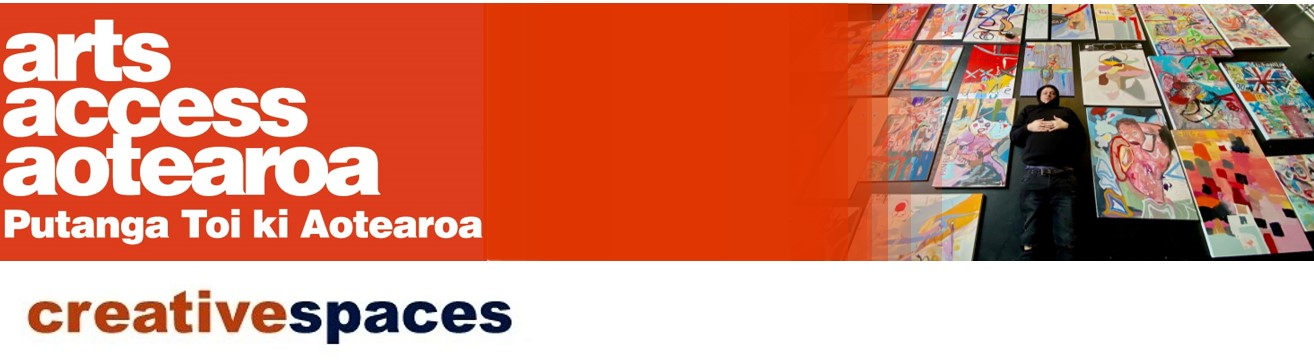 arts
access
aotearoa
Putanga Toi ki Aotearoa
creativespaces